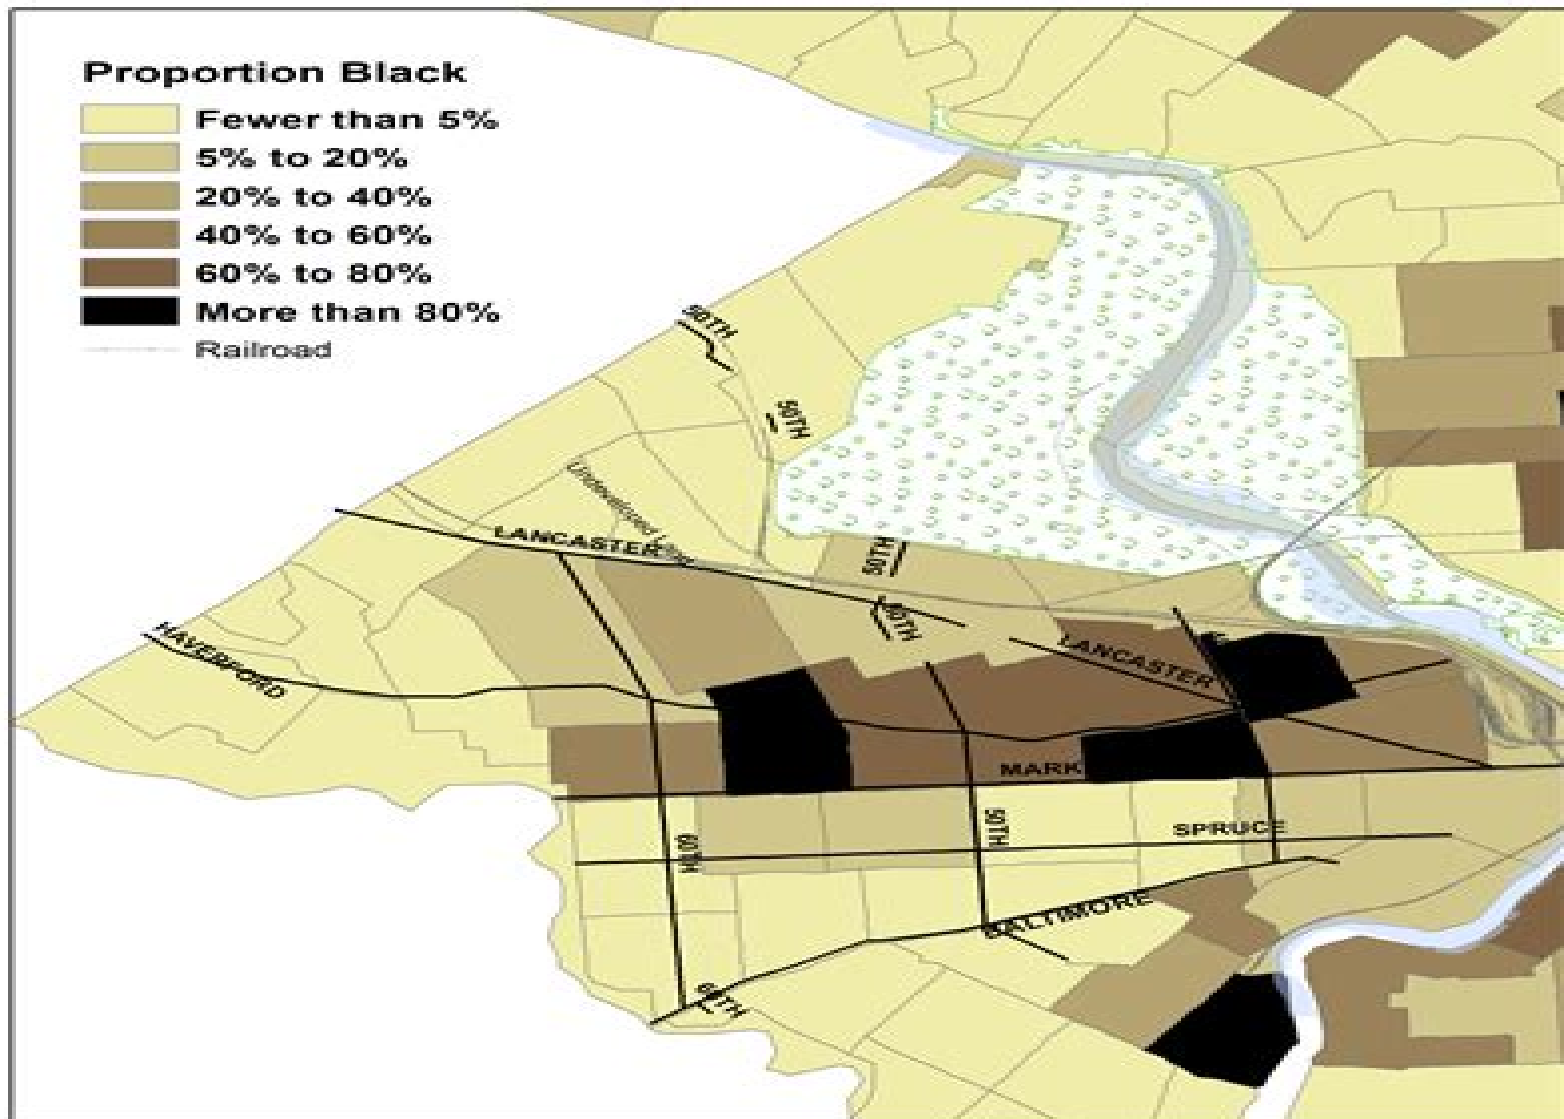 Proportion Black
Fewer than 5%
5% to 20%
20% to 40%
40% to 60%
60% to 80%
More than 80%
Railroad
50TH
50TH
Undeveloped
LANCASTER
50TH
50TH
HAVERFORD
LANCASTER
MARK
SPRUCE
60TH
50TH
BALTIMORE
60TH